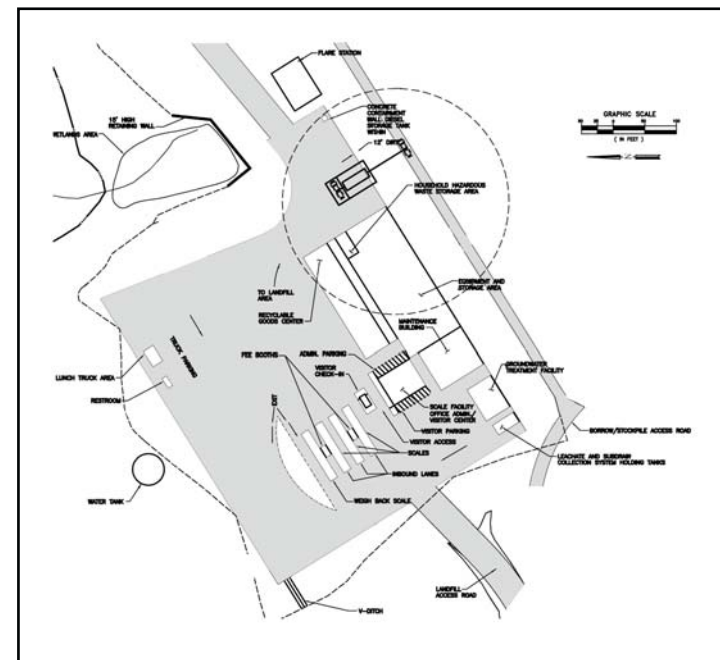 FLARE STATION
15' HIGH
RETAINING WALL
WETLANDS AREA
CONCRETE
CONTAINMENT
WALL, DIESEL
STORAGE TANK
WITHIN
12' DIRT
GRAPHIC SCALE
( IN FEET )
HOUSEHOLD HAZARDOUS
WASTE STORAGE AREA
TO LANDFILL
AREA
RECYCLABLE
GOODS CENTER
EQUIPMENT AND
STORAGE AREA
MAINTENANCE
BUILDING
TRUCK PARKING
FEE BOOTHS
ADMIN. PARKING
VISITOR
CHECK-IN
GROUNDWATER
TREATMENT FACILITY
LUNCH TRUCK AREA
RESTROOM
EXIT
SCALE FACILITY
OFFICE ADMIN./
VISITOR CENTER
VISITOR PARKING
VISITOR ACCESS
SCALES
INBOUND LANES
BORROW/STOCKPILE ACCESS ROAD
LEACHATE AND SUBDRAIN
COLLECTION SYSTEM HOLDING TANKS
WATER TANK
WEIGH BACK SCALE
LANDFILL
ACCESS ROAD
V-DITCH